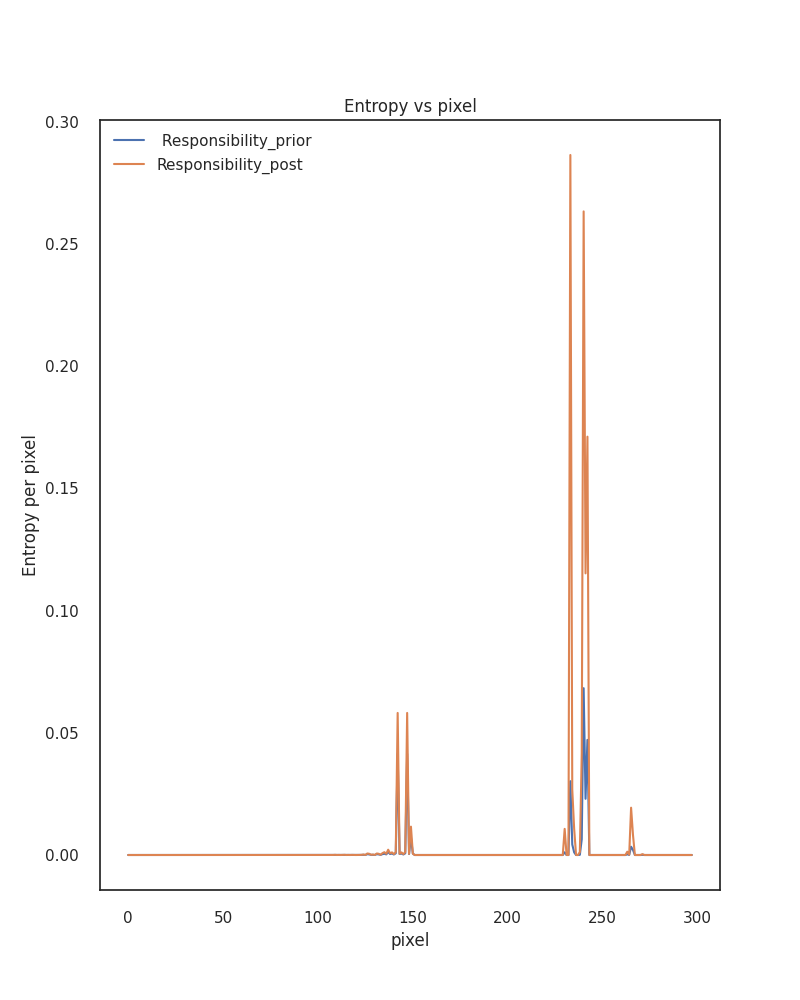 Entropy vs pixel
0.30
Responsibility_prior
Responsibility_post
0.25
0.20
0.15
0.10
0.05
0.00
Entropy per pixel
0 50 100 150 200 250 300
pixel